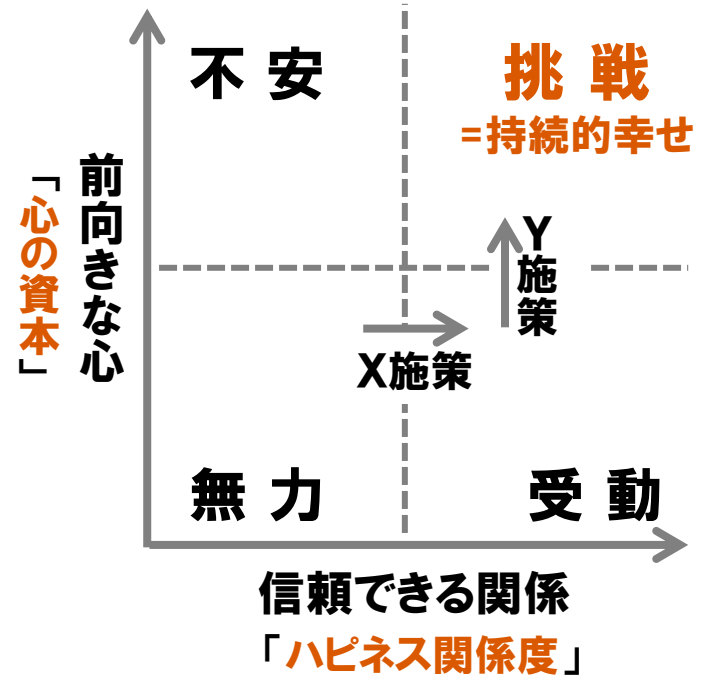 不安
挑戦
=持続的幸せ
前向きな心
「心の資本」
Y
施
策
X施策
無力
受動
信頼できる関係
「ハピネス関係度」